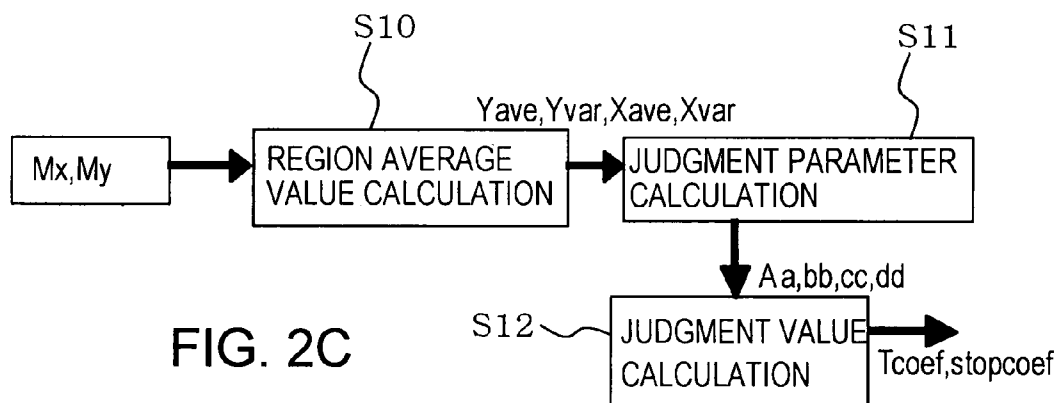 S10
S11
Yave,Yvar,Xave,Xvar
Mx,My
REGION AVERAGE
VALUE CALCULATION
JUDGMENT PARAMETER
CALCULATION
Aa,bb,cc,dd
S12
JUDGMENT VALUE
CALCULATION
Tcoef,stopcoef
FIG. 2C